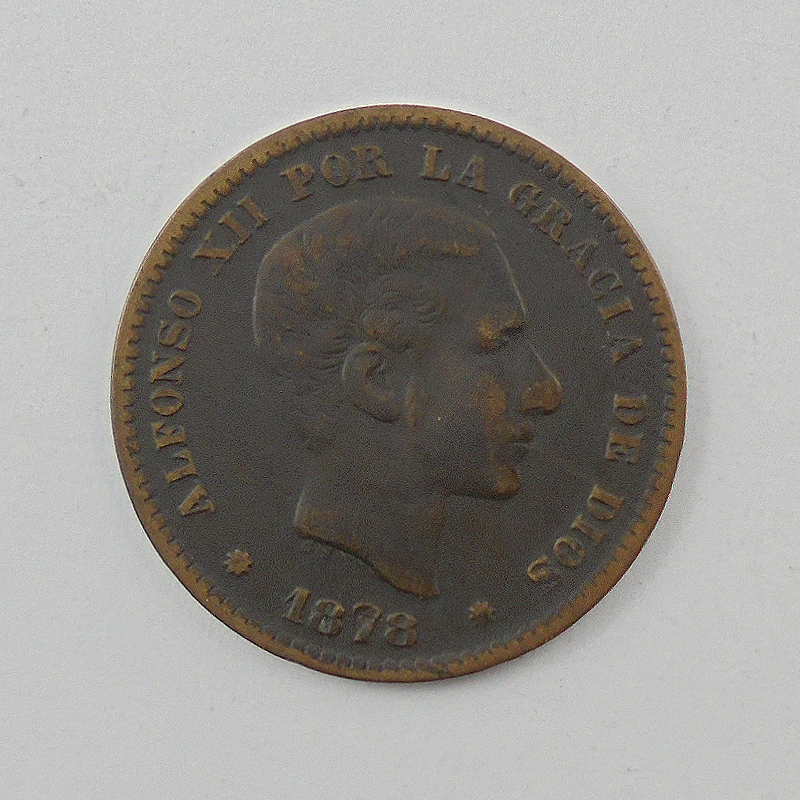 ALFONSO XII POR LA GRACIA DE DIOS
1878